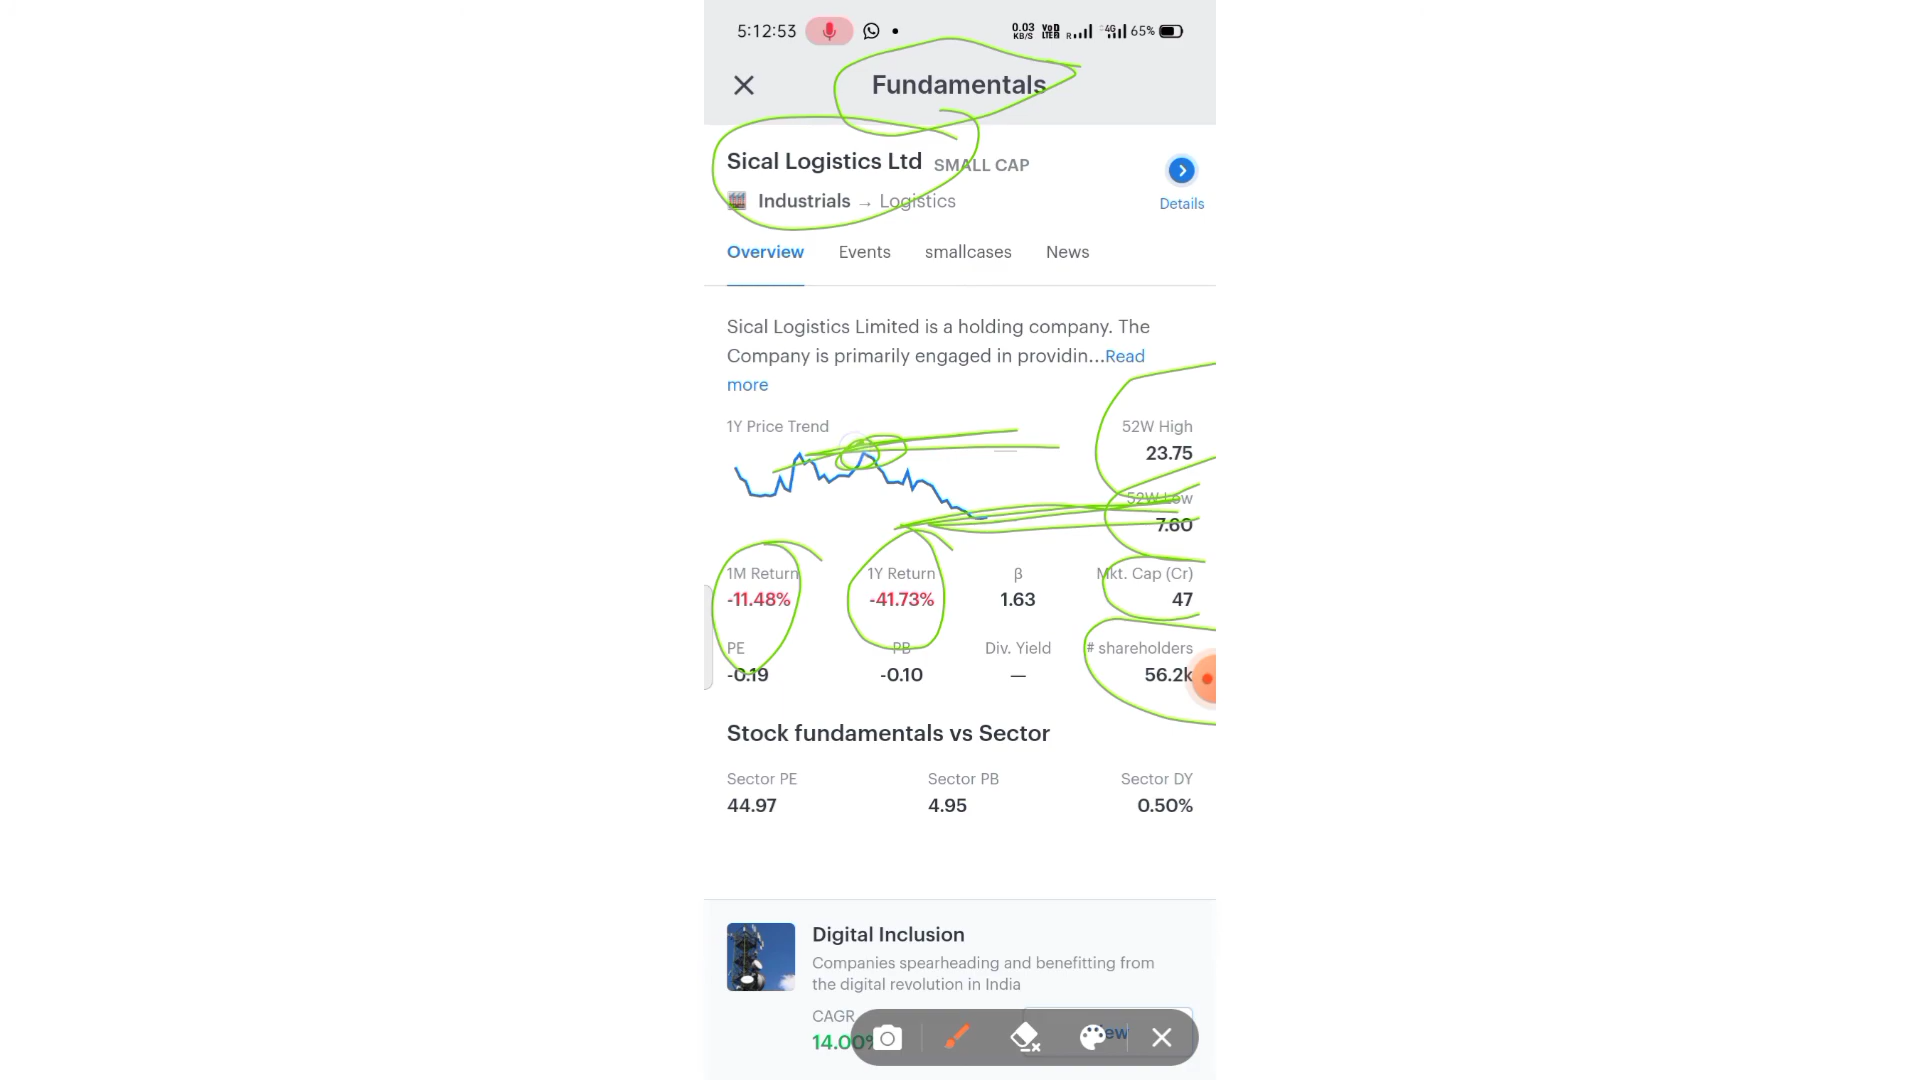 5:12:53
0.03 KB/S VoD LTE2 R 4G 65%
Fundamentals
Sical Logistics Ltd SMALL CAP
Industrials → Logistics
Details
Overview Events smallcases News
Sical Logistics Limited is a holding company. The
Company is primarily engaged in providin...Read
more
1Y Price Trend
52W High
23.75
52W Low
7.60
1M Return 1Y Return β Mkt. Cap (Cr)
-11.48% -41.73% 1.63 47
PE PB Div. Yield # shareholders
-0.19 -0.10 — 56.2k
Stock fundamentals vs Sector
Sector PE Sector PB Sector DY
44.97 4.95 0.50%
Digital Inclusion
Companies spearheading and benefitting from
the digital revolution in India
CAGR
14.00%